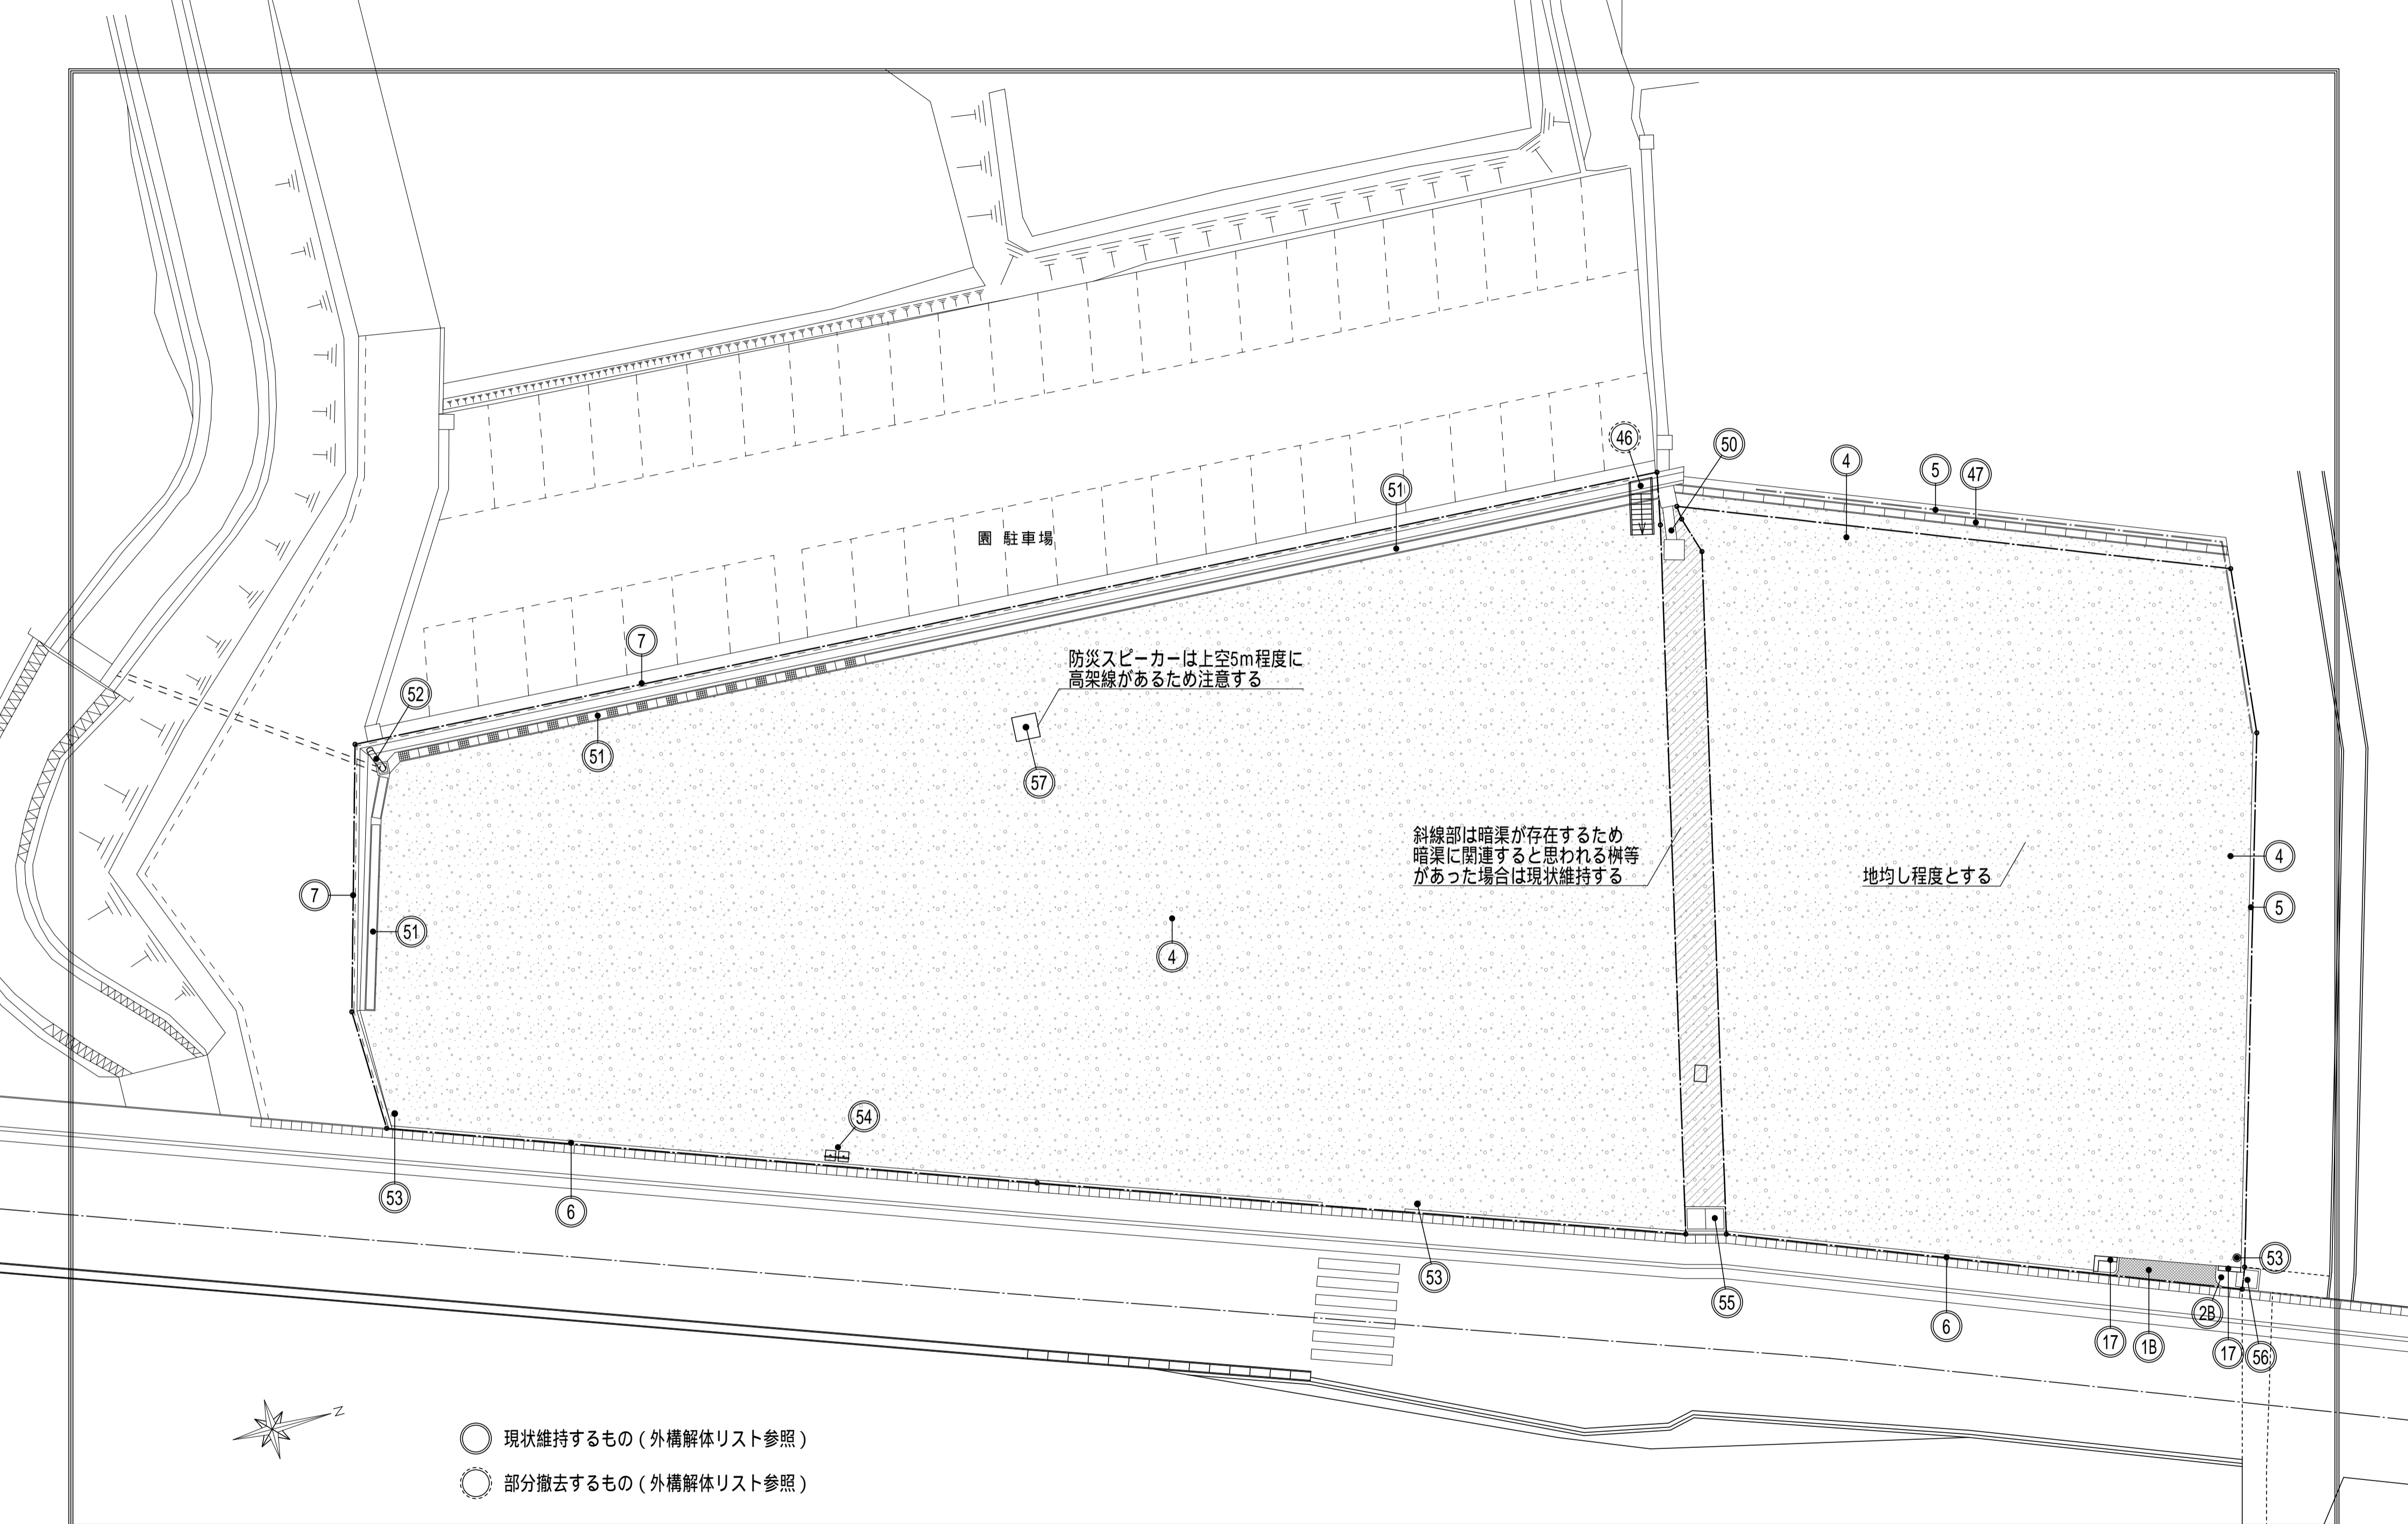 46
50
4
5
47
51
園 駐車場
7
防災スピーカーは上空5m程度に
高架線があるため注意する
52
51
57
斜線部は暗渠が存在するため
暗渠に関連すると思われる桝等
があった場合は現状維持する
地均し程度とする
4
5
7
51
4
54
53
6
53
55
6
17
1B
2B
17
56
53
N
現状維持するもの（外構解体リスト参照）
部分撤去するもの（外構解体リスト参照）